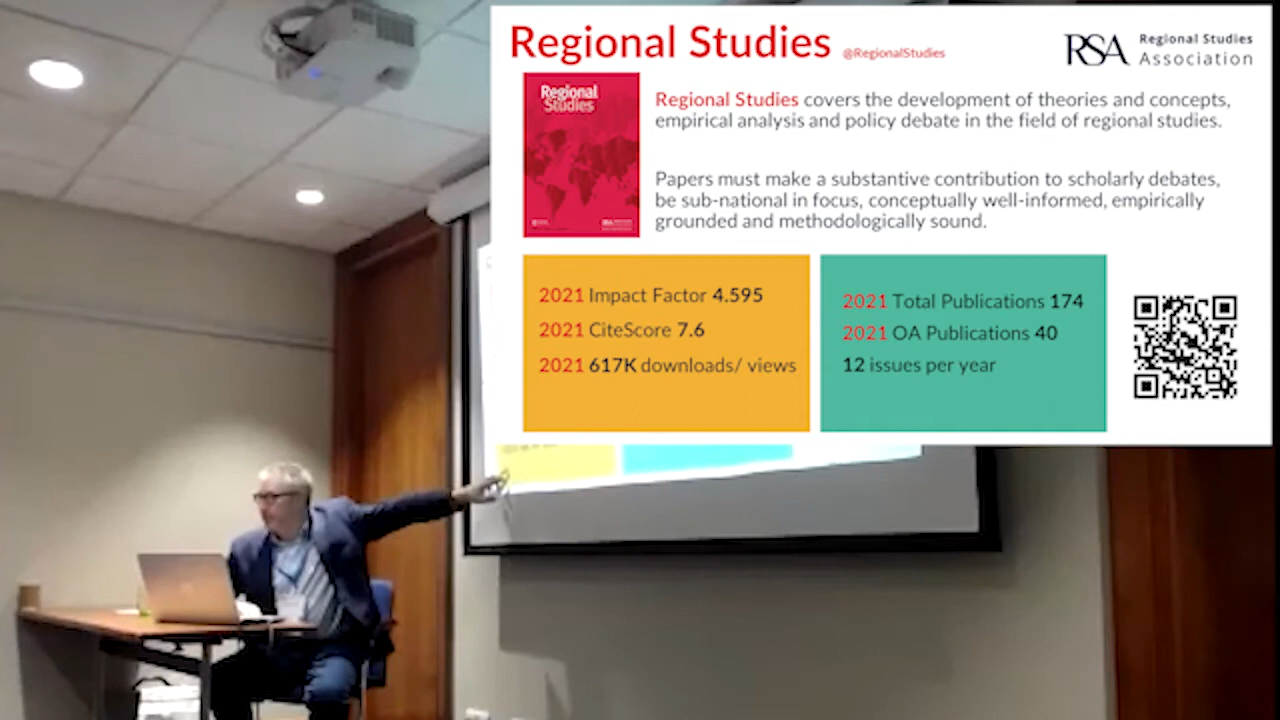 Regional Studies @RegionalStudies
RSA Regional Studies
Association
Regional
Studies
Regional Studies covers the development of theories and concepts,
empirical analysis and policy debate in the field of regional studies.
Papers must make a substantive contribution to scholarly debates,
be sub-national in focus, conceptually well-informed, empirically
grounded and methodologically sound.
2021 Impact Factor 4.595
2021 CiteScore 7.6
2021 617K downloads/ views
2021 Total Publications 174
2021 OA Publications 40
12 issues per year